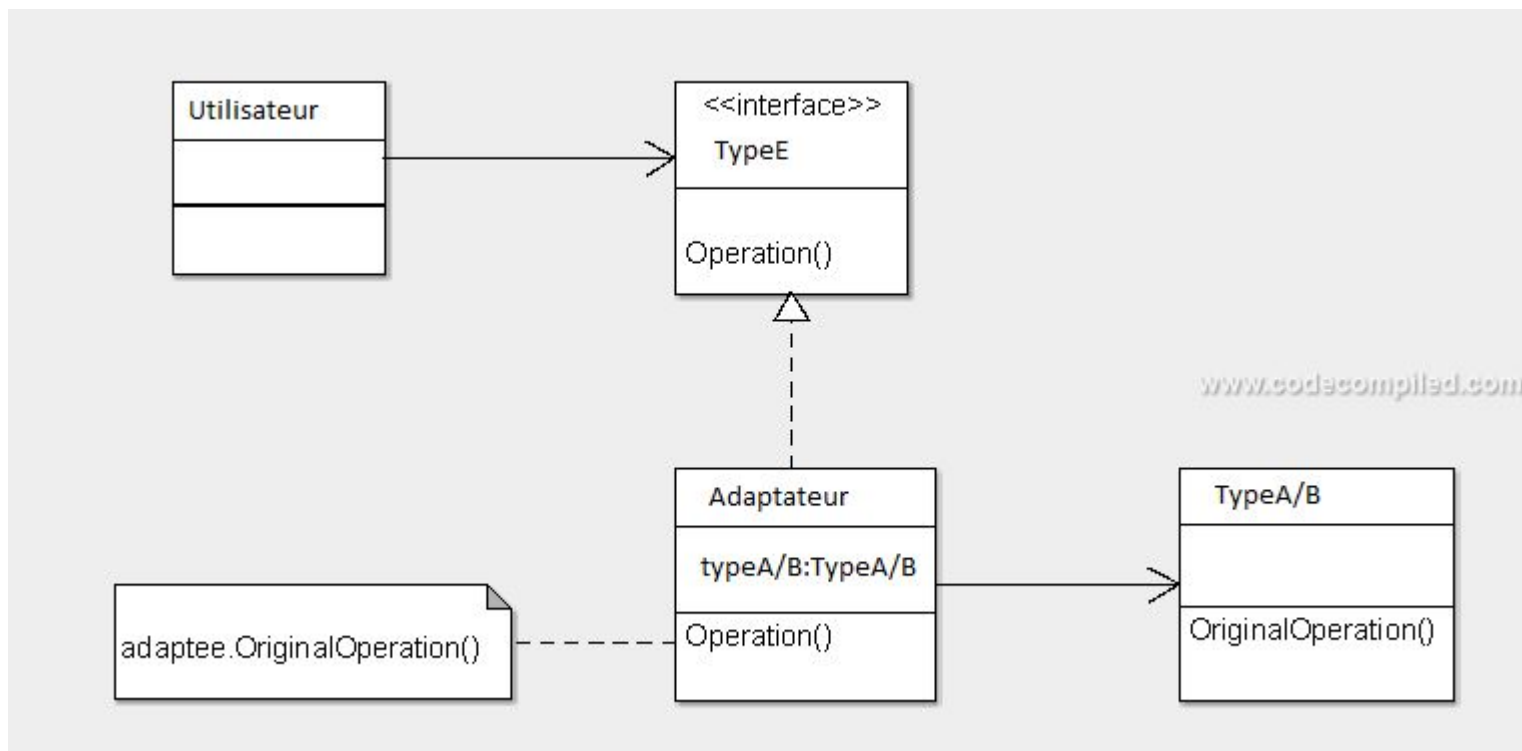 Utilisateur
<<interface>>
TypeE
Operation()
www.codecompiled.com
Adaptateur
typeA/B:TypeA/B
Operation()
TypeA/B
OriginalOperation()
adaptee.OriginalOperation()